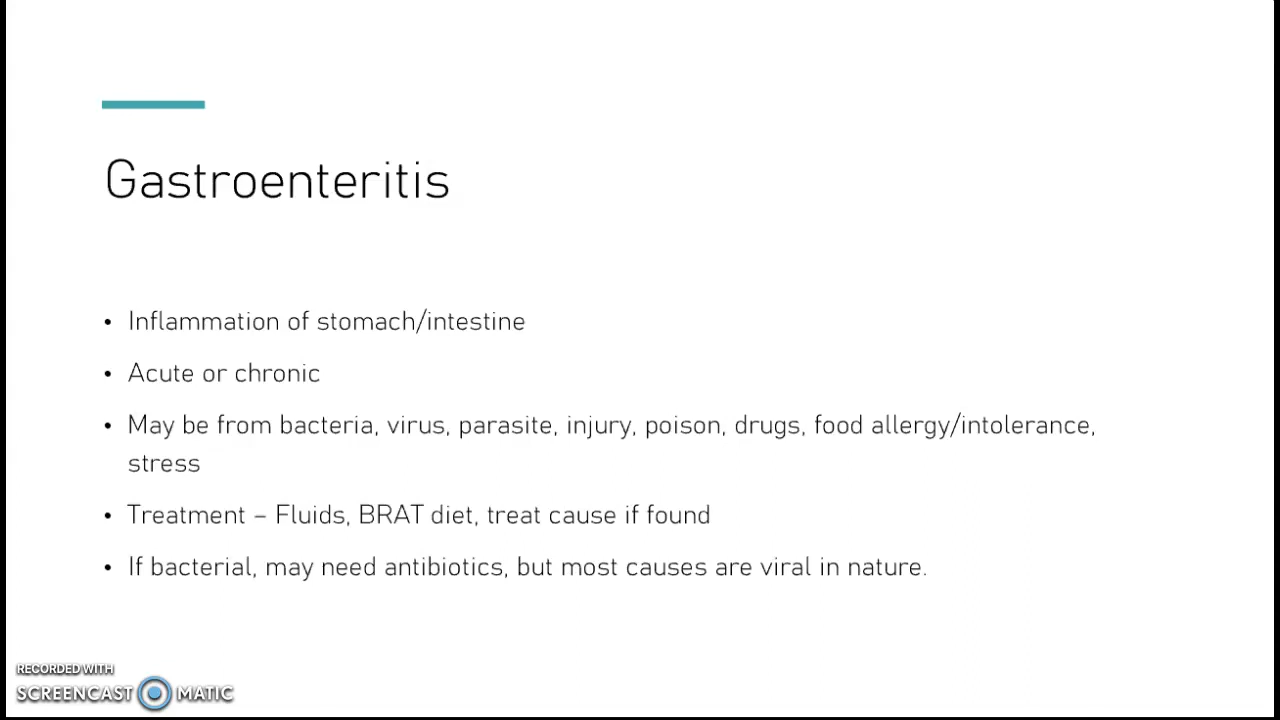 Gastroenteritis
• Inflammation of stomach/intestine
• Acute or chronic
• May be from bacteria, virus, parasite, injury, poison, drugs, food allergy/intolerance,
stress
• Treatment – Fluids, BRAT diet, treat cause if found
• If bacterial, may need antibiotics, but most causes are viral in nature.
RECORDED WITH
SCREENCAST MATIC